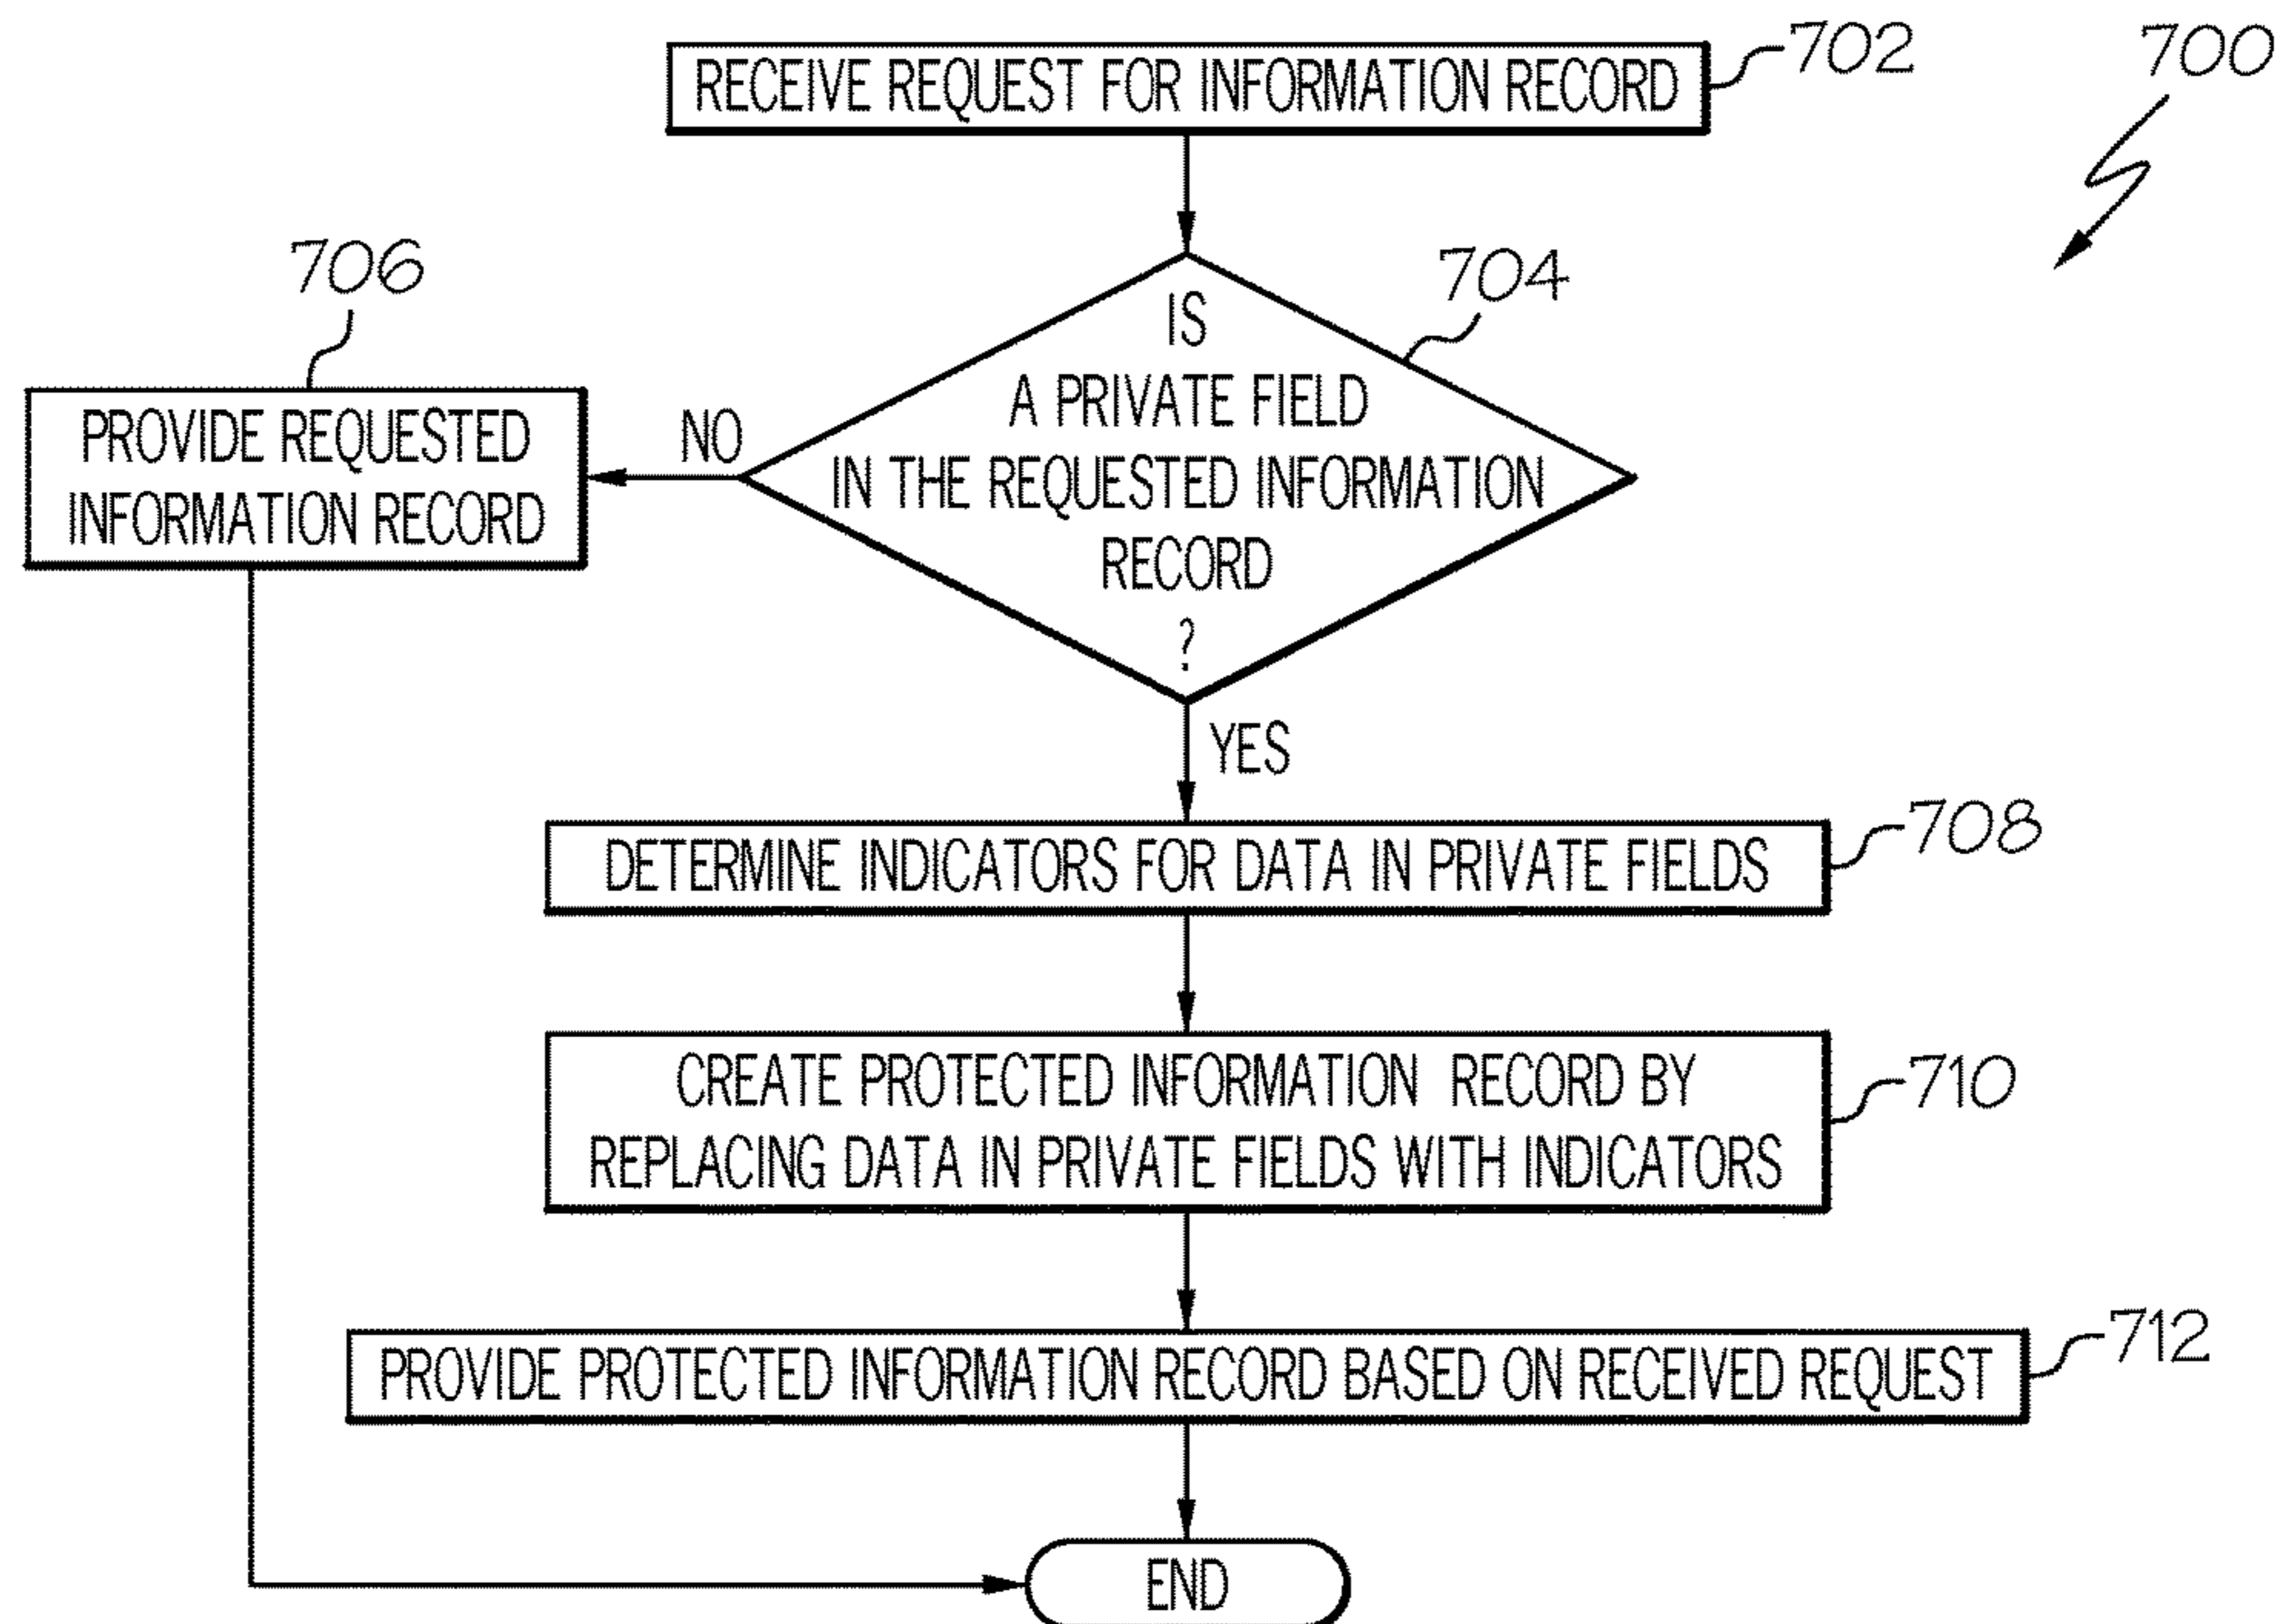 RECEIVE REQUEST FOR INFORMATION RECORD
702
700
IS
A PRIVATE FIELD
IN THE REQUESTED INFORMATION
RECORD
?
704
706
PROVIDE REQUESTED
INFORMATION RECORD
NO
YES
DETERMINE INDICATORS FOR DATA IN PRIVATE FIELDS
708
CREATE PROTECTED INFORMATION RECORD BY
REPLACING DATA IN PRIVATE FIELDS WITH INDICATORS
710
PROVIDE PROTECTED INFORMATION RECORD BASED ON RECEIVED REQUEST
712
END